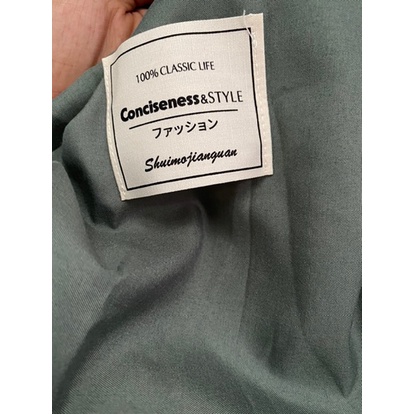 100% CLASSIC LIFE
Conciseness&STYLE
ファッション
Shuimojianguan